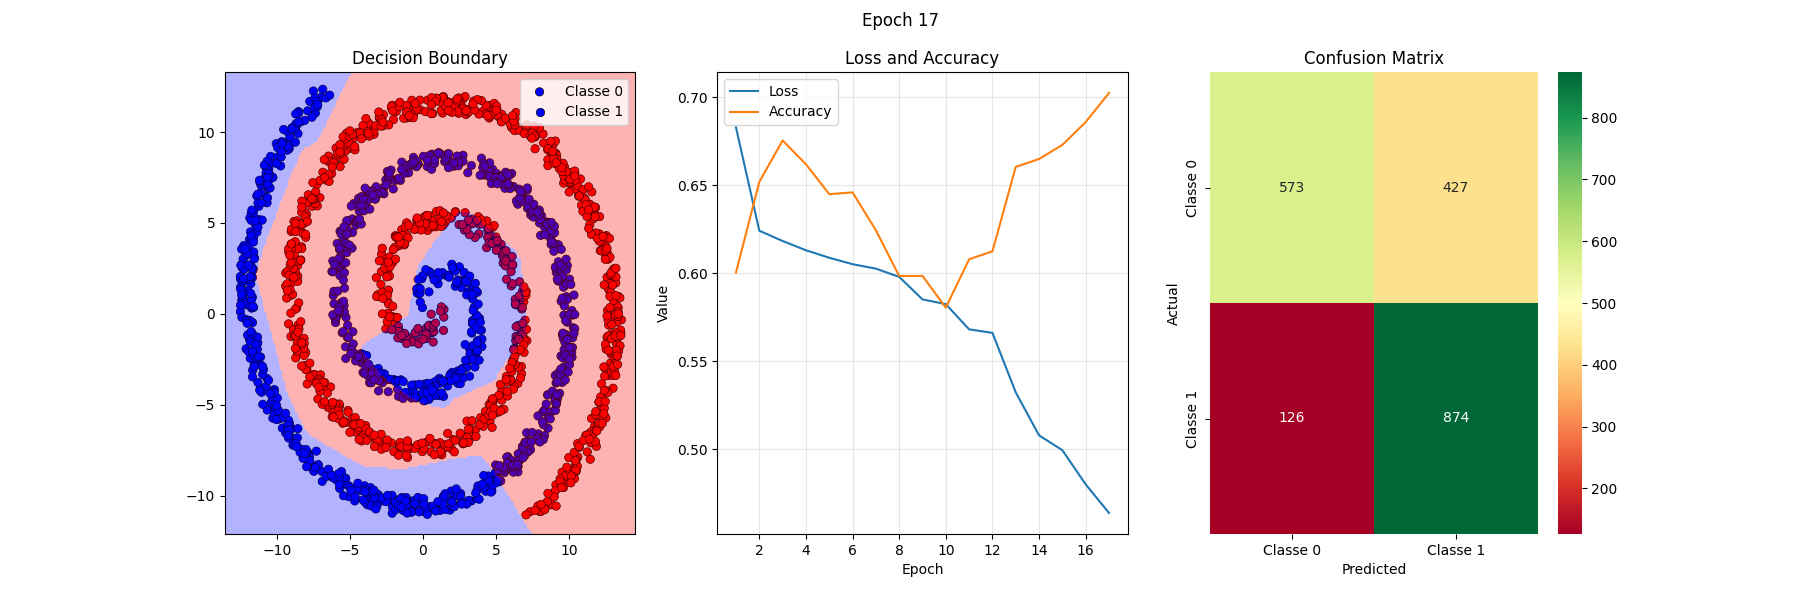 Epoch 17
Decision Boundary
Classe 0
Classe 1
10
5
0
−5
−10
−10
−5
0
5
10
Loss and Accuracy
Loss
Accuracy
Value
0.70
0.65
0.60
0.55
0.50
2
4
6
8
10
12
14
16
Epoch
Confusion Matrix
Actual
Classe 0
Classe 1
573
427
126
874
Classe 0
Classe 1
Predicted
800
700
600
500
400
300
200